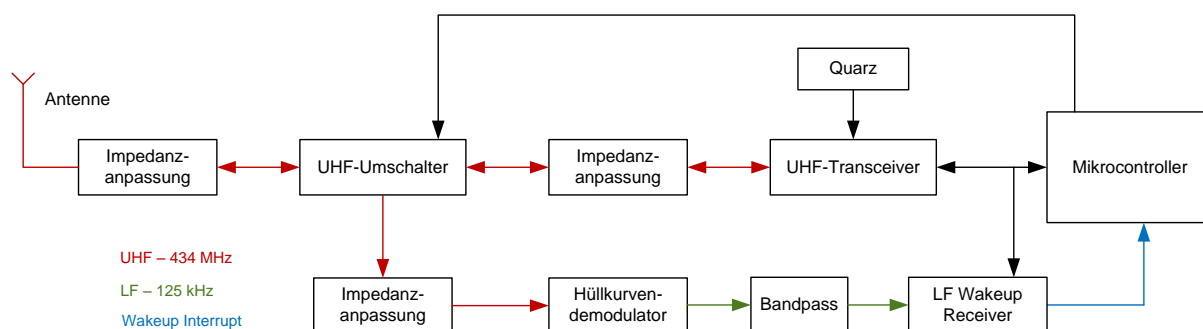 Quarz
Antenne
Impedanz-
anpassung
UHF-Umschalter
Impedanz-
anpassung
UHF-Transceiver
Mikrocontroller
UHF – 434 MHz
LF – 125 kHz
Wakeup Interrupt
Impedanz-
anpassung
Hüllkurven-
demodulator
Bandpass
LF Wakeup
Receiver